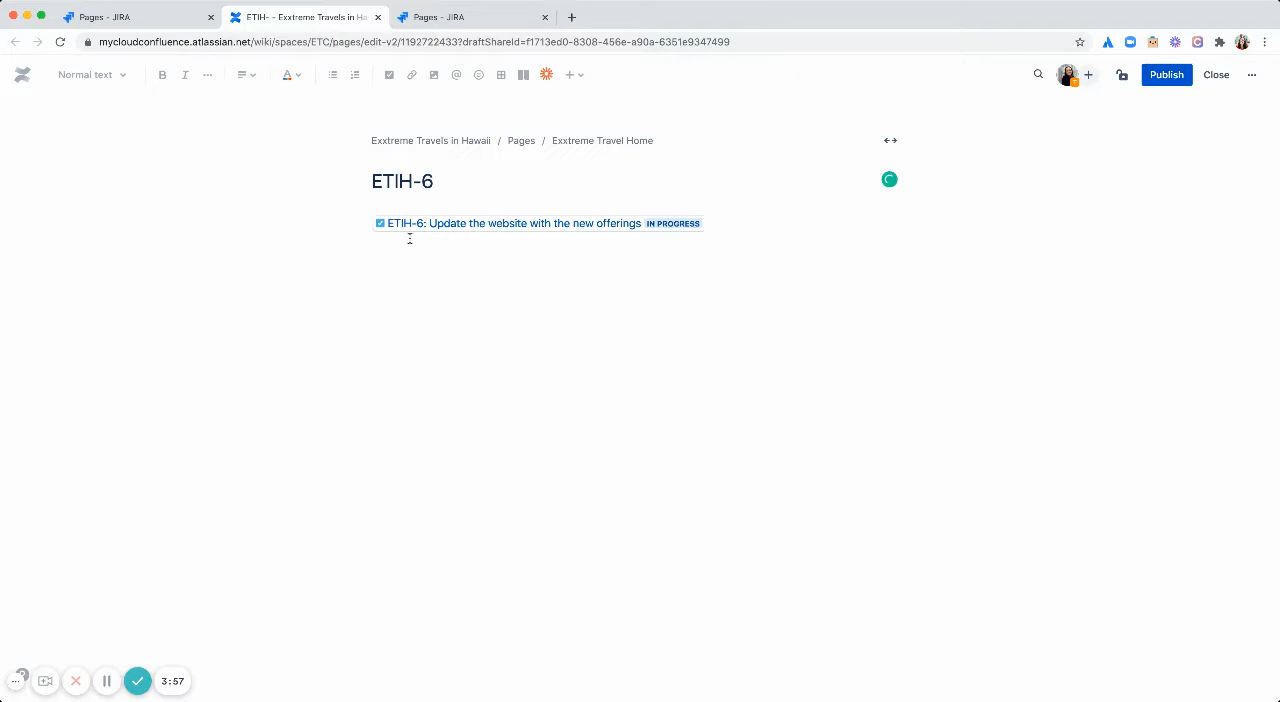 Pages - JIRA
ETIH- - Exxtreme Travels in Ha
Pages - JIRA
mycloudconfluence.atlassian.net/wiki/spaces/ETC/pages/edit-v2/1192722433?draftShareId=f1713ed0-8308-456e-a90a-6351e9347499
Normal text
B
I
A
Publish
Close
Exxtreme Travels in Hawaii / Pages / Exxtreme Travel Home
ETIH-6
ETIH-6: Update the website with the new offerings IN PROGRESS
3:57